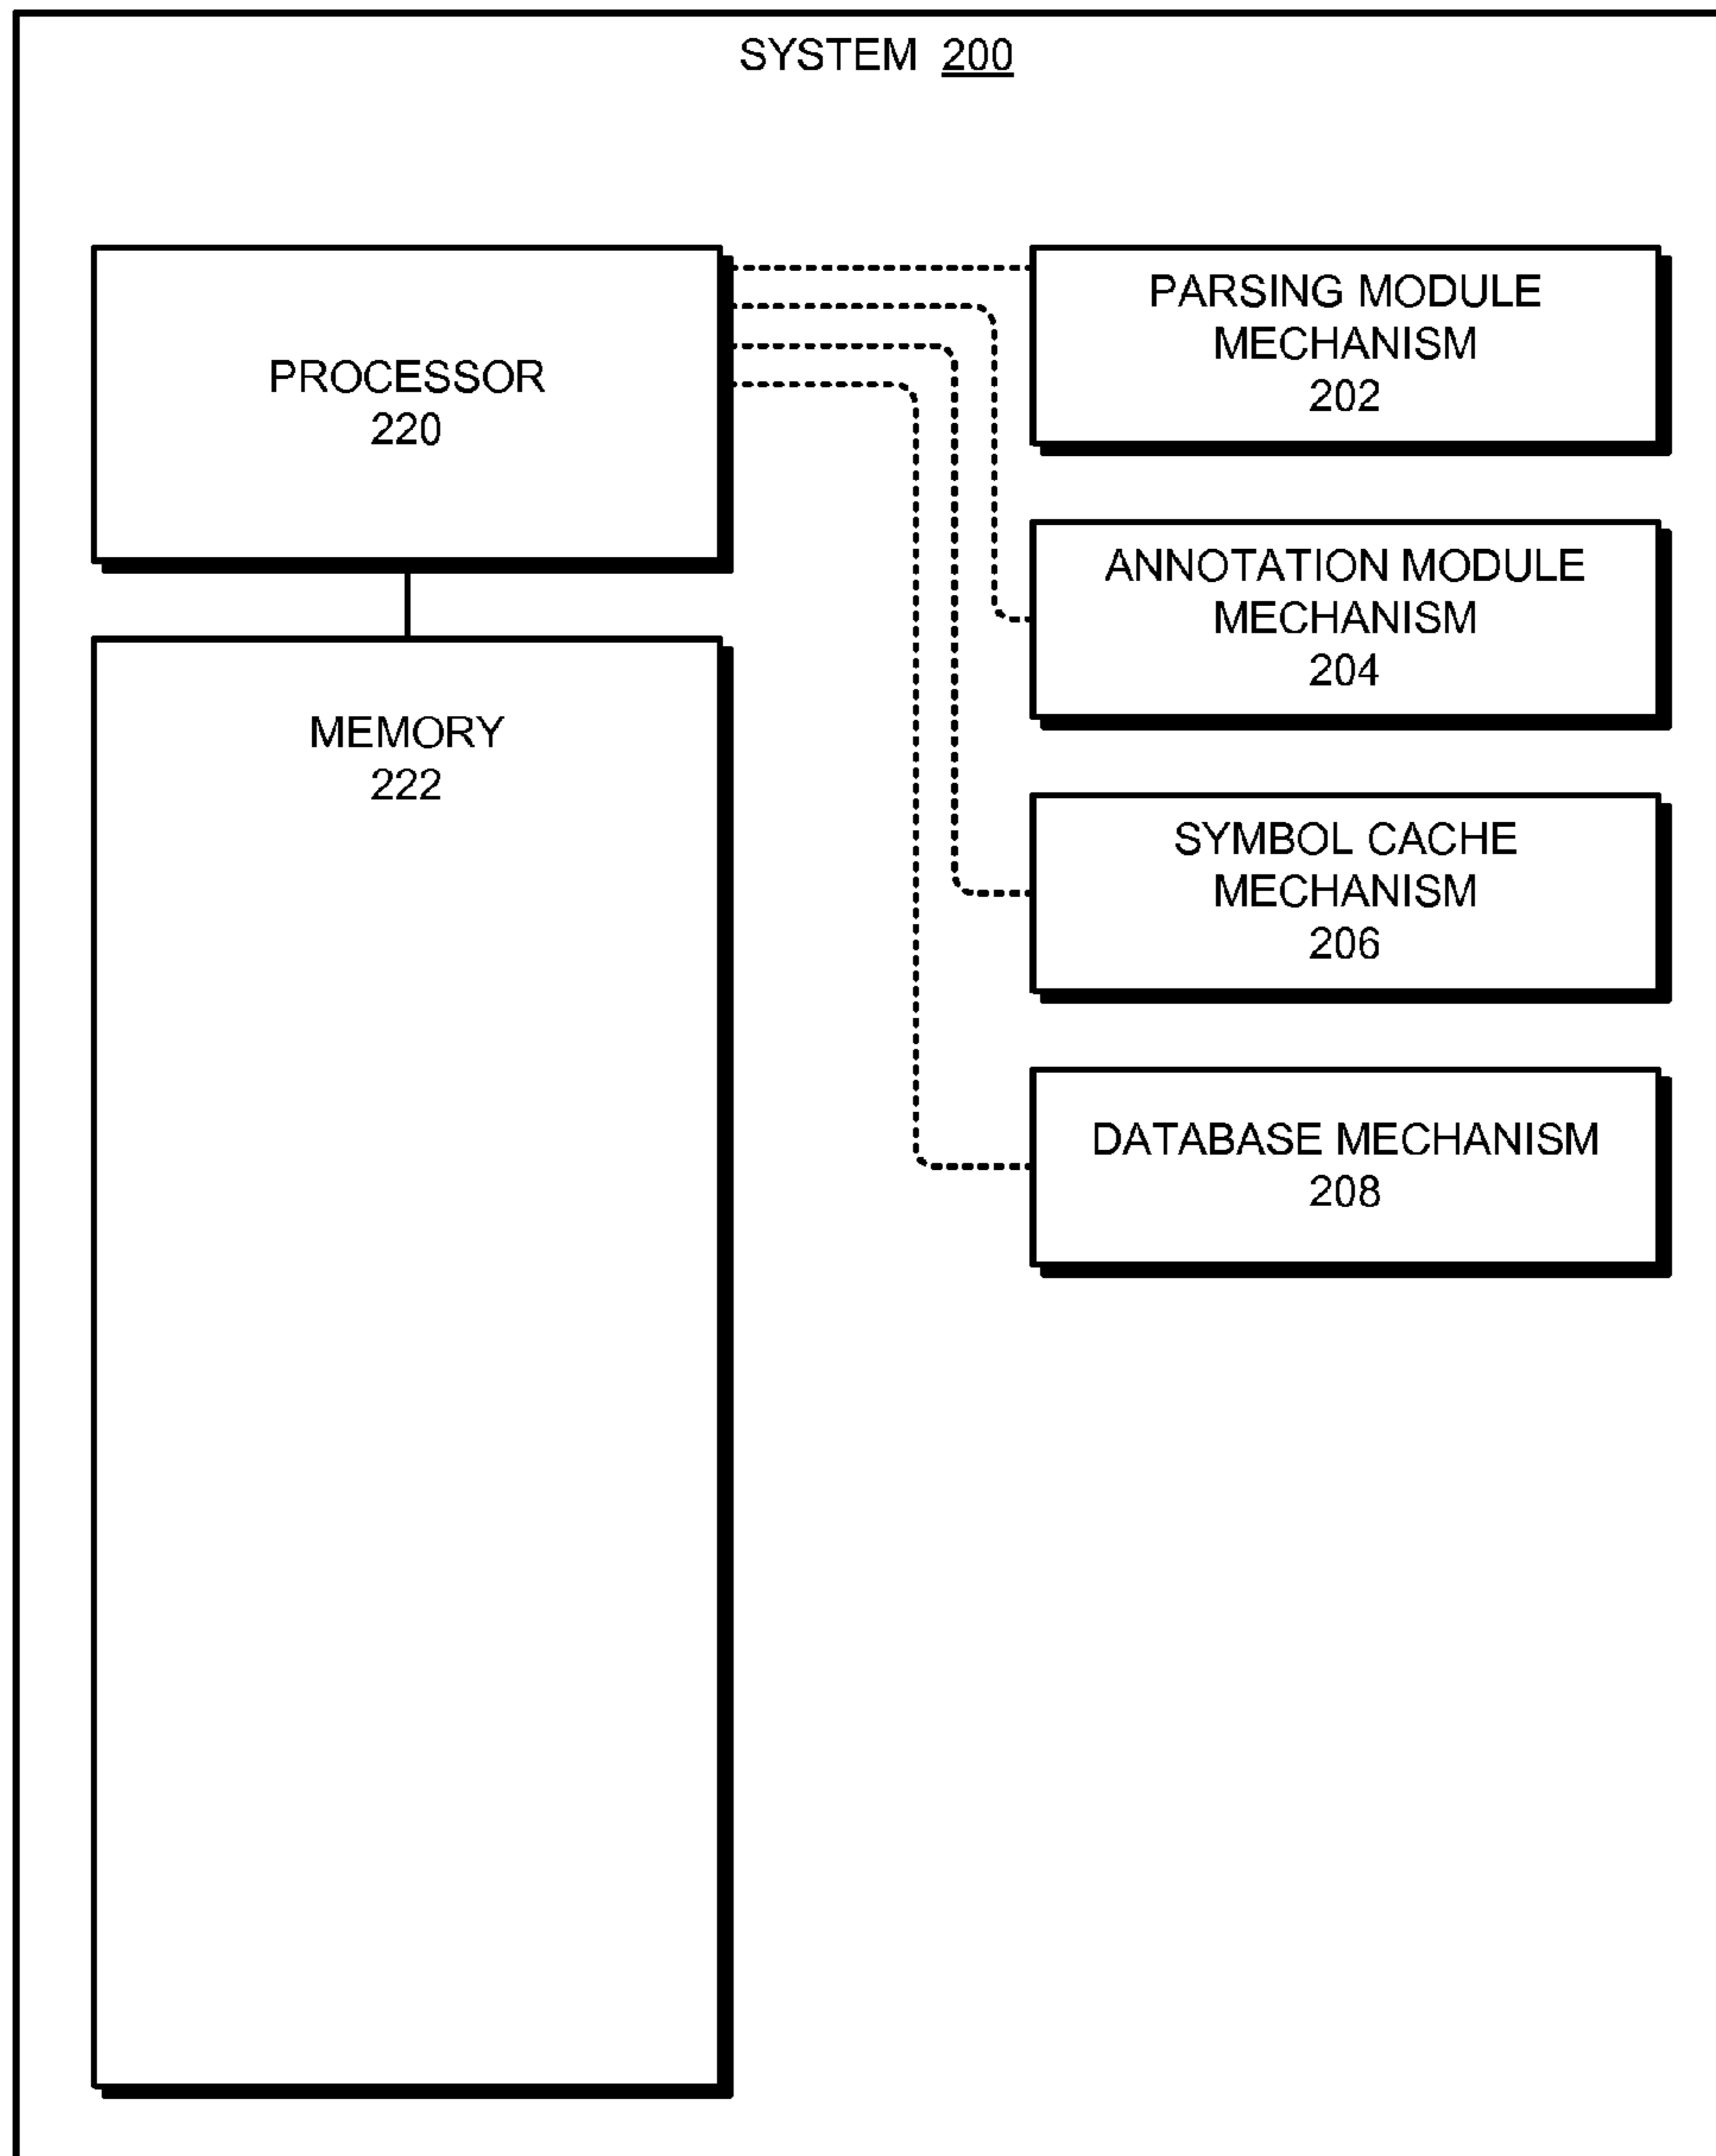 SYSTEM 200
PROCESSOR
220
MEMORY
222
PARSING MODULE
MECHANISM
202
ANNOTATION MODULE
MECHANISM
204
SYMBOL CACHE
MECHANISM
206
DATABASE MECHANISM
208